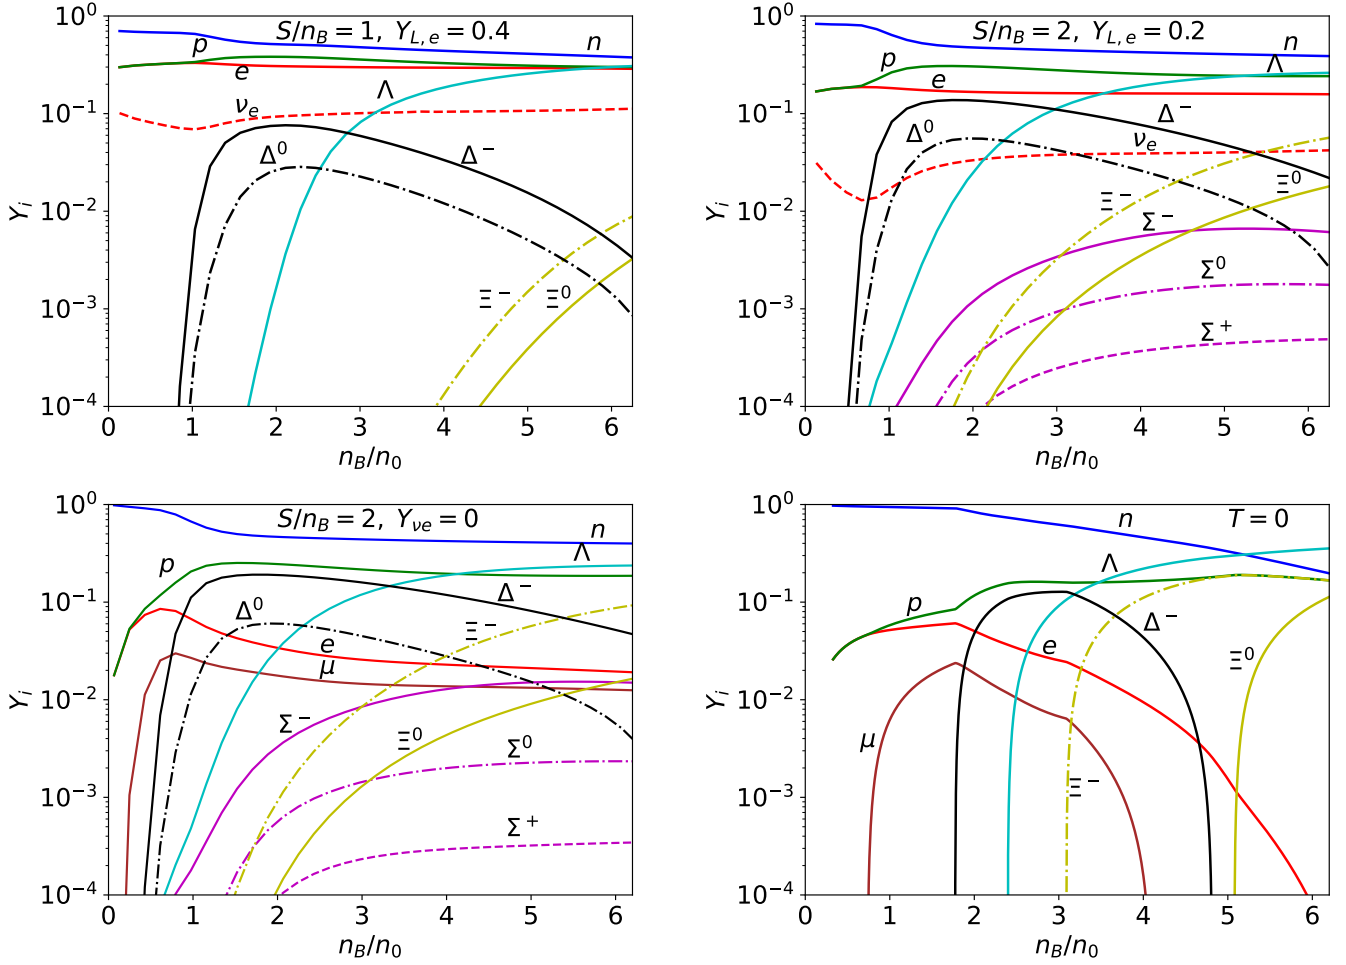 S/n_B = 1, Y_{L,e} = 0.4
10^0
10^{-1}
10^{-2}
10^{-3}
10^{-4}
Y_i
n
p
e
Λ
ν_e
Δ^0
Δ^-
Ξ^-
Ξ^0
0 1 2 3 4 5 6
n_B/n_0
S/n_B = 2, Y_{L,e} = 0.2
10^0
10^{-1}
10^{-2}
10^{-3}
10^{-4}
Y_i
n
Λ
p
e
Δ^-
Δ^0
ν_e
Ξ^-
Ξ^0
Σ^-
Σ^0
Σ^+
0 1 2 3 4 5 6
n_B/n_0
S/n_B = 2, Y_{νe} = 0
10^0
10^{-1}
10^{-2}
10^{-3}
10^{-4}
Y_i
n
Λ
p
Δ^-
Δ^0
Ξ^-
e
μ
Σ^-
Ξ^0
Σ^0
Σ^+
0 1 2 3 4 5 6
n_B/n_0
T = 0
10^0
10^{-1}
10^{-2}
10^{-3}
10^{-4}
Y_i
n
Λ
p
Δ^-
e
Ξ^0
μ
Ξ^-
0 1 2 3 4 5 6
n_B/n_0